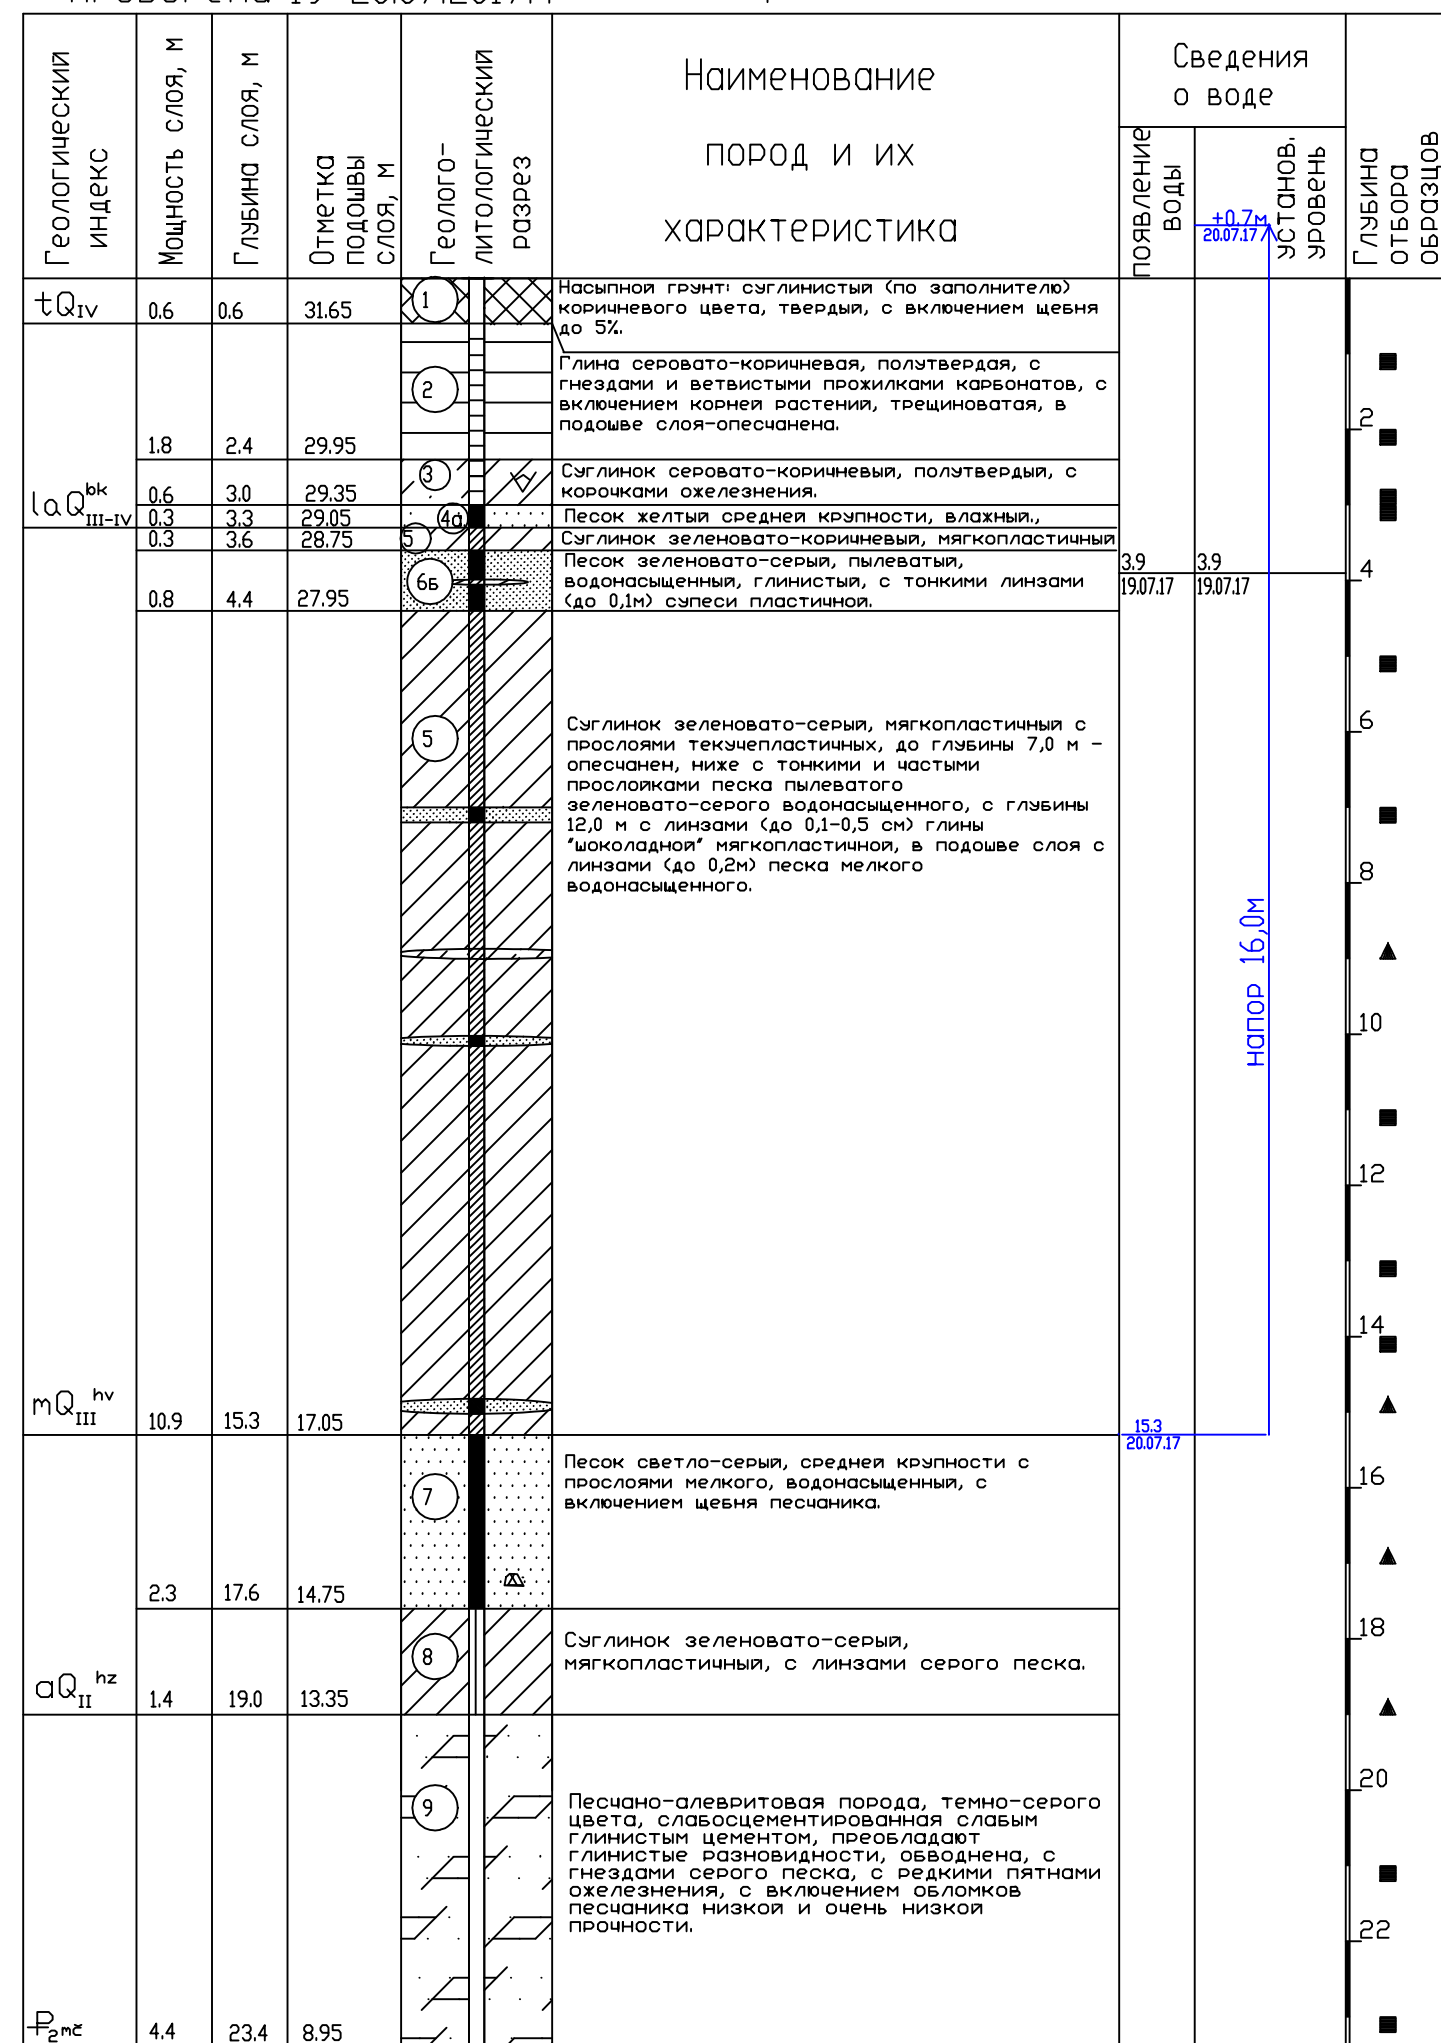 Геологический
индекс
Мощность слоя, м
Глубина слоя, м
Отметка
подошвы
слоя, м
Геолого-
литологический
разрез
Наименование
пород и их
характеристика
Сведения
о воде
появление
воды
установ.
уровень
Глубина
отбора
образцов
+0.7м
20.07.17
tQIV
0.6 0.6 31.65
1
Насыпной грунт: суглинистый (по заполнителю)
коричневого цвета, твердый, с включением щебня
до 5%.
2
Глина серовато-коричневая, полутвердая, с
гнездами и ветвистыми прожилками карбонатов, с
включением корней растений, трещиноватая, в
подошве слоя-опесчанена.
1.8 2.4 29.95
2
3
Суглинок серовато-коричневый, полутвердый, с
корочками ожелезнения.
laQIII-IV bk
0.6 3.0 29.35
0.3 3.3 29.05
4а
Песок желтый средней крупности, влажный.,
0.3 3.6 28.75
5
Суглинок зеленовато-коричневый, мягкопластичный
6Б
Песок зеленовато-серый, пылеватый,
водонасыщенный, глинистый, с тонкими линзами
(до 0,1м) супеси пластичной.
0.8 4.4 27.95
3.9 3.9
19.07.17 19.07.17
4
5
Суглинок зеленовато-серый, мягкопластичный с
прослоями текучепластичных, до глубины 7,0 м -
опесчанен, ниже с тонкими и частыми
прослойками песка пылеватого
зеленовато-серого водонасыщенного, с глубины
12,0 м с линзами (до 0,1-0,5 см) глины
"шоколадной" мягкопластичной, в подошве слоя с
линзами (до 0,2м) песка мелкого
водонасыщенного.
6
8
напор 16,0м
10
12
14
mQIII hv
10.9 15.3 17.05
15.3
20.07.17
7
Песок светло-серый, средней крупности с
прослоями мелкого, водонасыщенный, с
включением щебня песчаника.
16
2.3 17.6 14.75
8
Суглинок зеленовато-серый,
мягкопластичный, с линзами серого песка.
18
aQII hz
1.4 19.0 13.35
9
Песчано-алевритовая порода, темно-серого
цвета, слабосцементированная слабым
глинистым цементом, преобладают
глинистые разновидности, обводнена, с
гнездами серого песка, с редкими пятнами
ожелезнения, с включением обломков
песчаника низкой и очень низкой
прочности.
20
22
P2mč
4.4 23.4 8.95